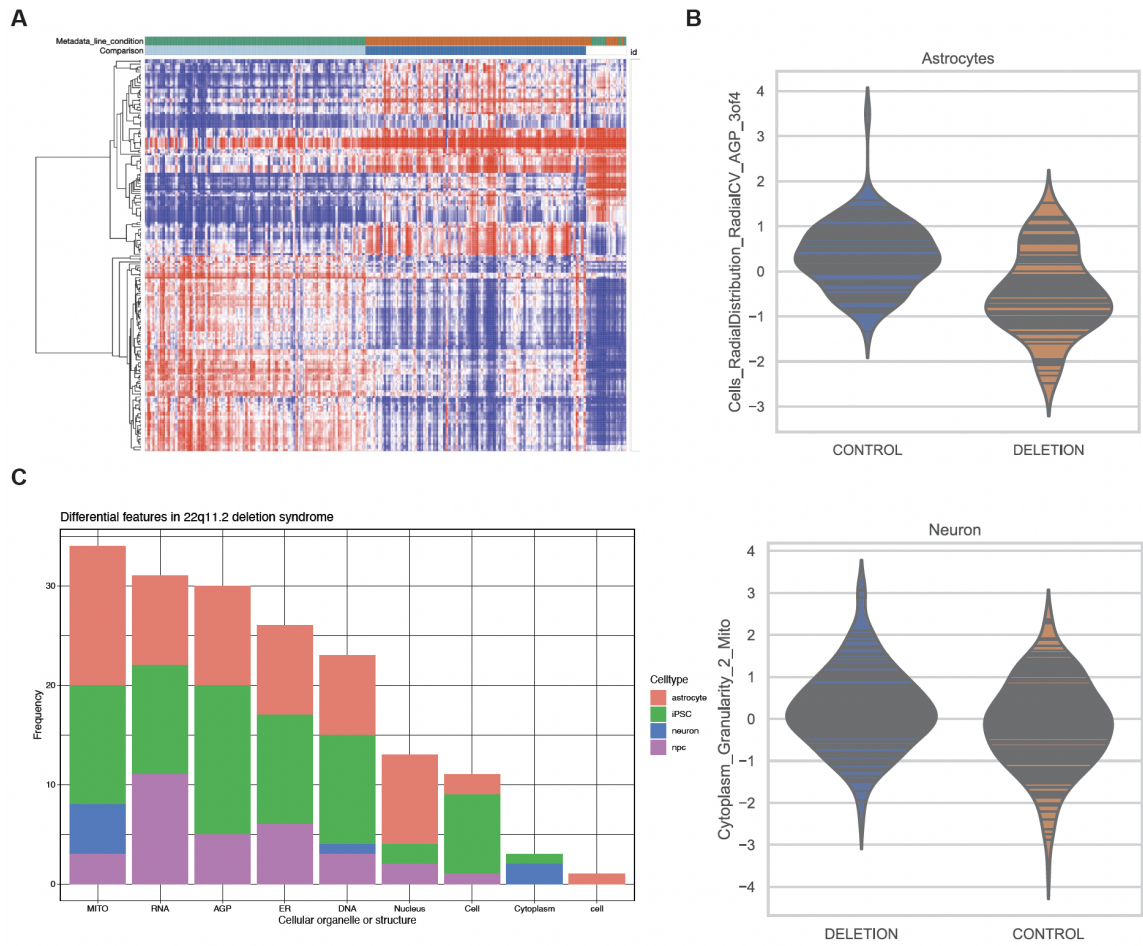 A
Metadata_line_condition
Comparison
id
B
Astrocytes
Cells_RadialDistribution_RadialCV_AGP_3of4
4
3
2
1
0
−1
−2
−3
CONTROL
DELETION
C
Differential features in 22q11.2 deletion syndrome
Frequency
30
20
10
0
MITO
RNA
AGP
ER
DNA
Nucleus
Cell
Cytoplasm
cell
Cellular organelle or structure
Celltype
astrocyte
iPSC
neuron
npc
Neuron
Cytoplasm_Granularity_2_Mito
4
3
2
1
0
−1
−2
−3
−4
DELETION
CONTROL